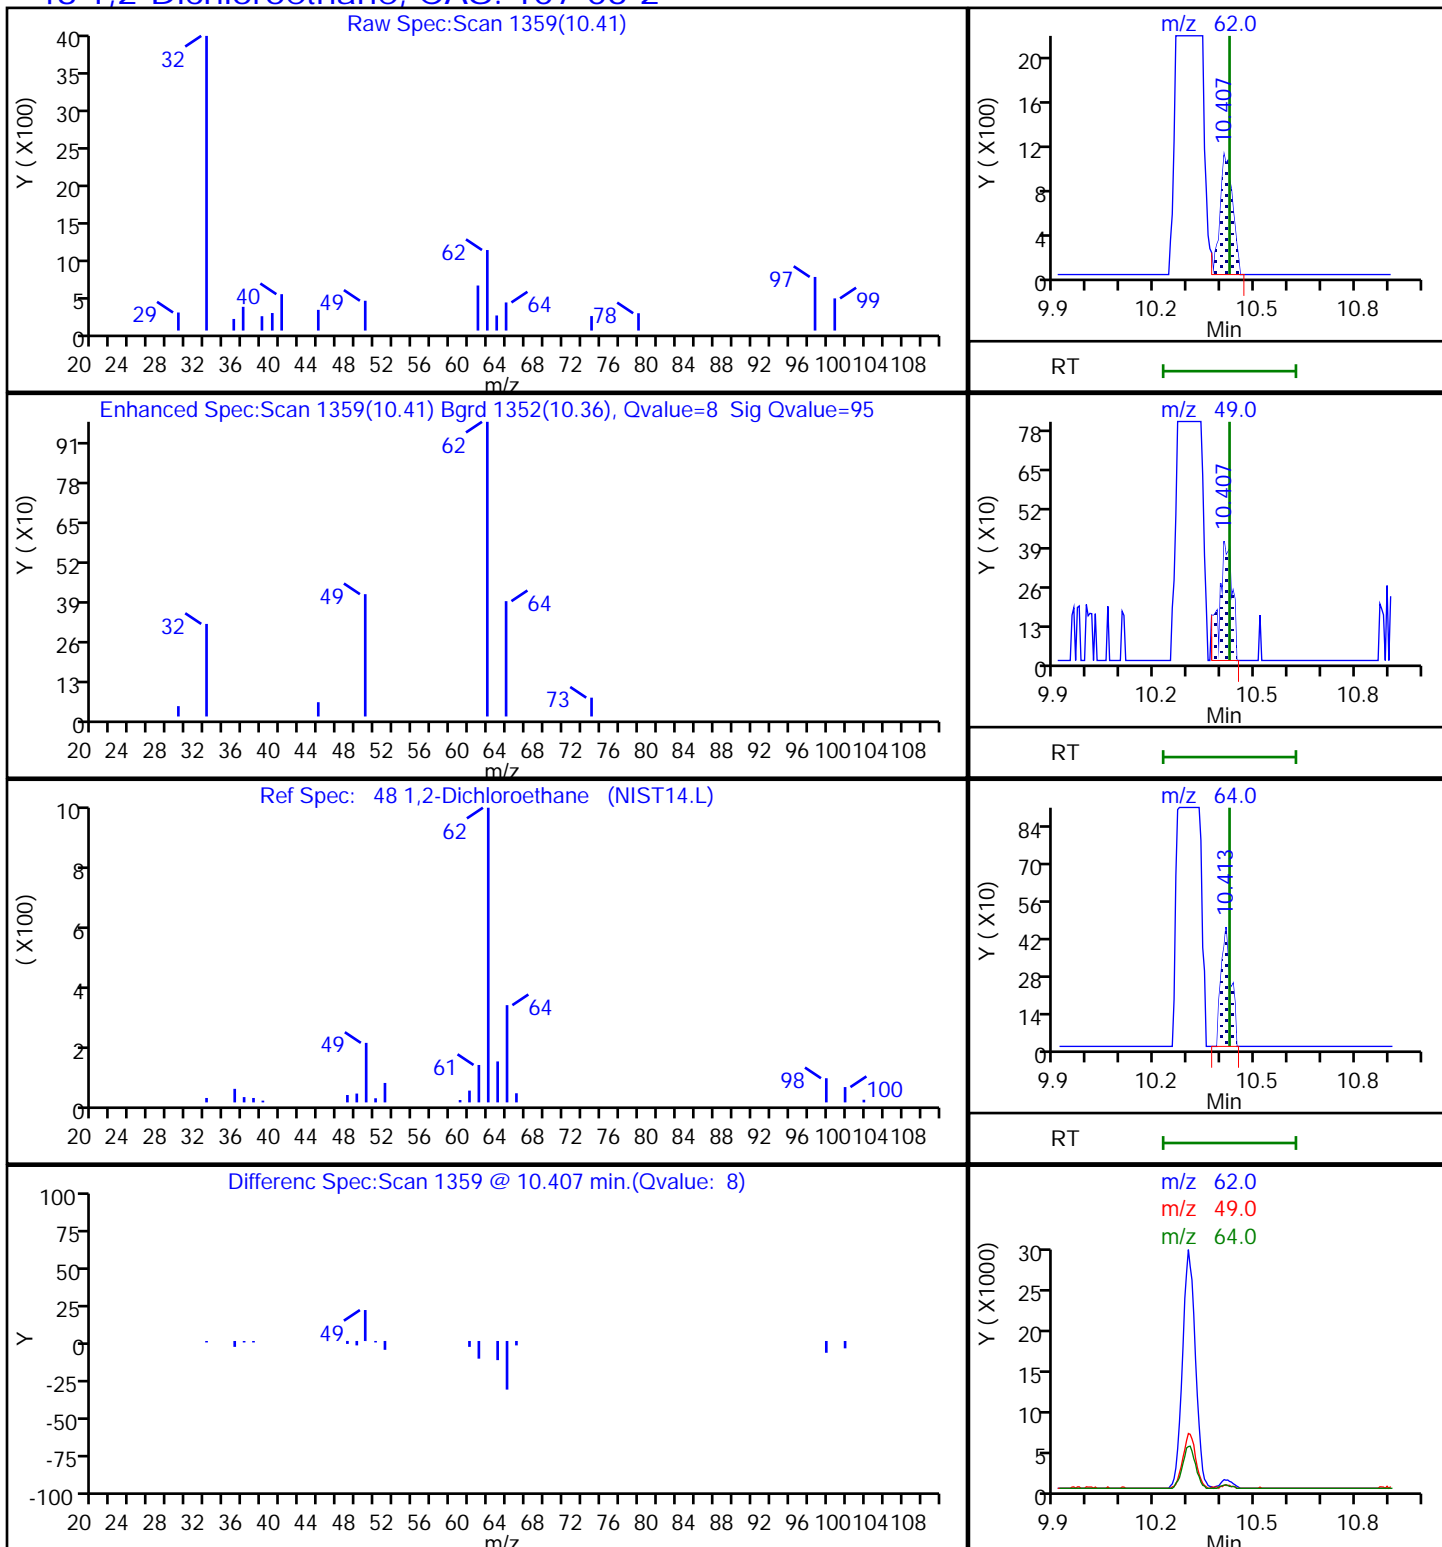 48 1,2-Dichloroethane, CAS: 107-06-2
Raw Spec:Scan 1359(10.41)
40
35
30
25
20
15
10
5
0
Y ( X100)
32
29
40
49
62
64
78
97
99
20 24 28 32 36 40 44 48 52 56 60 64 68 72 76 80 84 88 92 96 100 104 108
m/z
m/z 62.0
20
16
12
8
4
0
Y ( X100)
10.407
9.9 10.2 10.5 10.8
Min
RT
Enhanced Spec:Scan 1359(10.41) Bgrd 1352(10.36), Qvalue=8 Sig Qvalue=95
91
78
65
52
39
26
13
0
Y ( X10)
32
49
62
64
73
20 24 28 32 36 40 44 48 52 56 60 64 68 72 76 80 84 88 92 96 100 104 108
m/z
m/z 49.0
78
65
52
39
26
13
0
Y ( X10)
10.407
9.9 10.2 10.5 10.8
Min
RT
Ref Spec: 48 1,2-Dichloroethane (NIST14.L)
10
8
6
4
2
0
( X100)
49
61
62
64
98
100
20 24 28 32 36 40 44 48 52 56 60 64 68 72 76 80 84 88 92 96 100 104 108
m/z
m/z 64.0
84
70
56
42
28
14
0
Y ( X10)
10.413
9.9 10.2 10.5 10.8
Min
RT
Differenc Spec:Scan 1359 @ 10.407 min.(Qvalue: 8)
100
75
50
25
0
-25
-50
-75
-100
Y
49
20 24 28 32 36 40 44 48 52 56 60 64 68 72 76 80 84 88 92 96 100 104 108
m/z
m/z 62.0
m/z 49.0
m/z 64.0
30
25
20
15
10
5
0
Y ( X1000)
9.9 10.2 10.5 10.8
Min